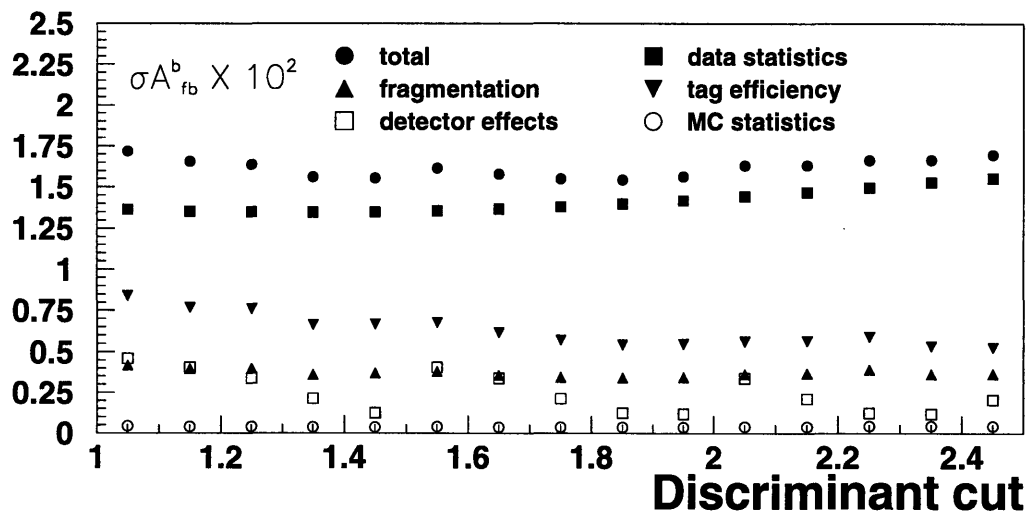 2.5
2.25
2
1.75
1.5
1.25
1
0.75
0.5
0.25
0
σA^b_fb X 10^2
total
data statistics
fragmentation
tag efficiency
detector effects
MC statistics
1 1.2 1.4 1.6 1.8 2 2.2 2.4
Discriminant cut